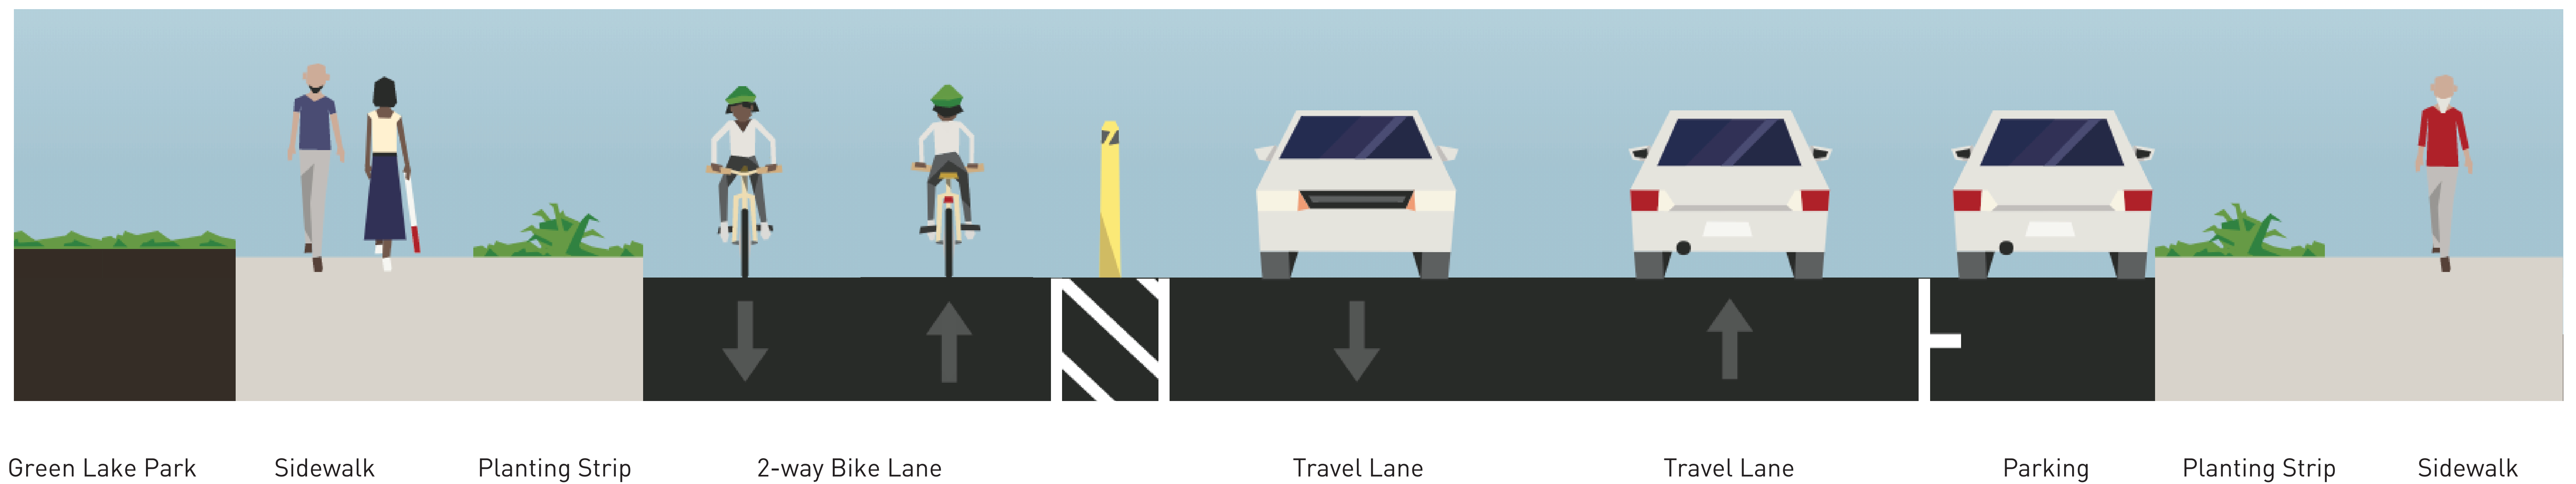 Green Lake Park
Sidewalk
Planting Strip
2-way Bike Lane
Travel Lane
Travel Lane
Parking
Planting Strip
Sidewalk